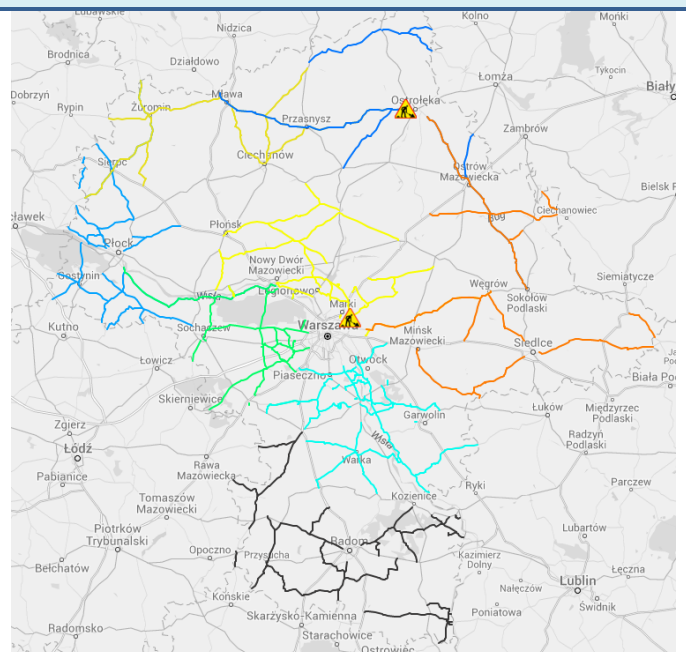 Lubawskie
Nidzica
Kolno
Mońki
Brodnica
Działdowo
Tykocin
Łomża
Dobrzyń
Rypin
Żuromin
Mława
Ostrołęka
Biały
Przasnysz
Zambrów
Sierpc
Ciechanów
Ostrów
Mazowiecka
Bielsk P
cławek
Płońsk
Bug
Ciechanowiec
Płock
Nowy Dwór
Mazowiecki
Węgrów
Siemiatycze
Gostynin
Wisła
Legionowo
Sokołów
Podlaski
Marki
Kutno
Sochaczew
Warszawa
Mińsk
Mazowiecki
Siedlce
Łowicz
Otwock
Piaseczno
Biała Po
Skierniewice
Garwolin
Łuków
Międzyrzec
Podlaski
Zgierz
Wisła
Radzyń
Podlaski
Łódź
Rawa
Mazowiecka
Warka
Pabianice
Ryki
Parczew
Kozienice
Tomaszów
Mazowiecki
Piotrków
Trybunalski
Radom
Lubartów
Opoczno
Przysucha
Kazimierz
Dolny
Bełchatów
Łęczna
Nałęczów
Lublin
Końskie
Świdnik
Poniatowa
Skarżysko-Kamienna
Radomsko
Starachowice
Ostrowiec